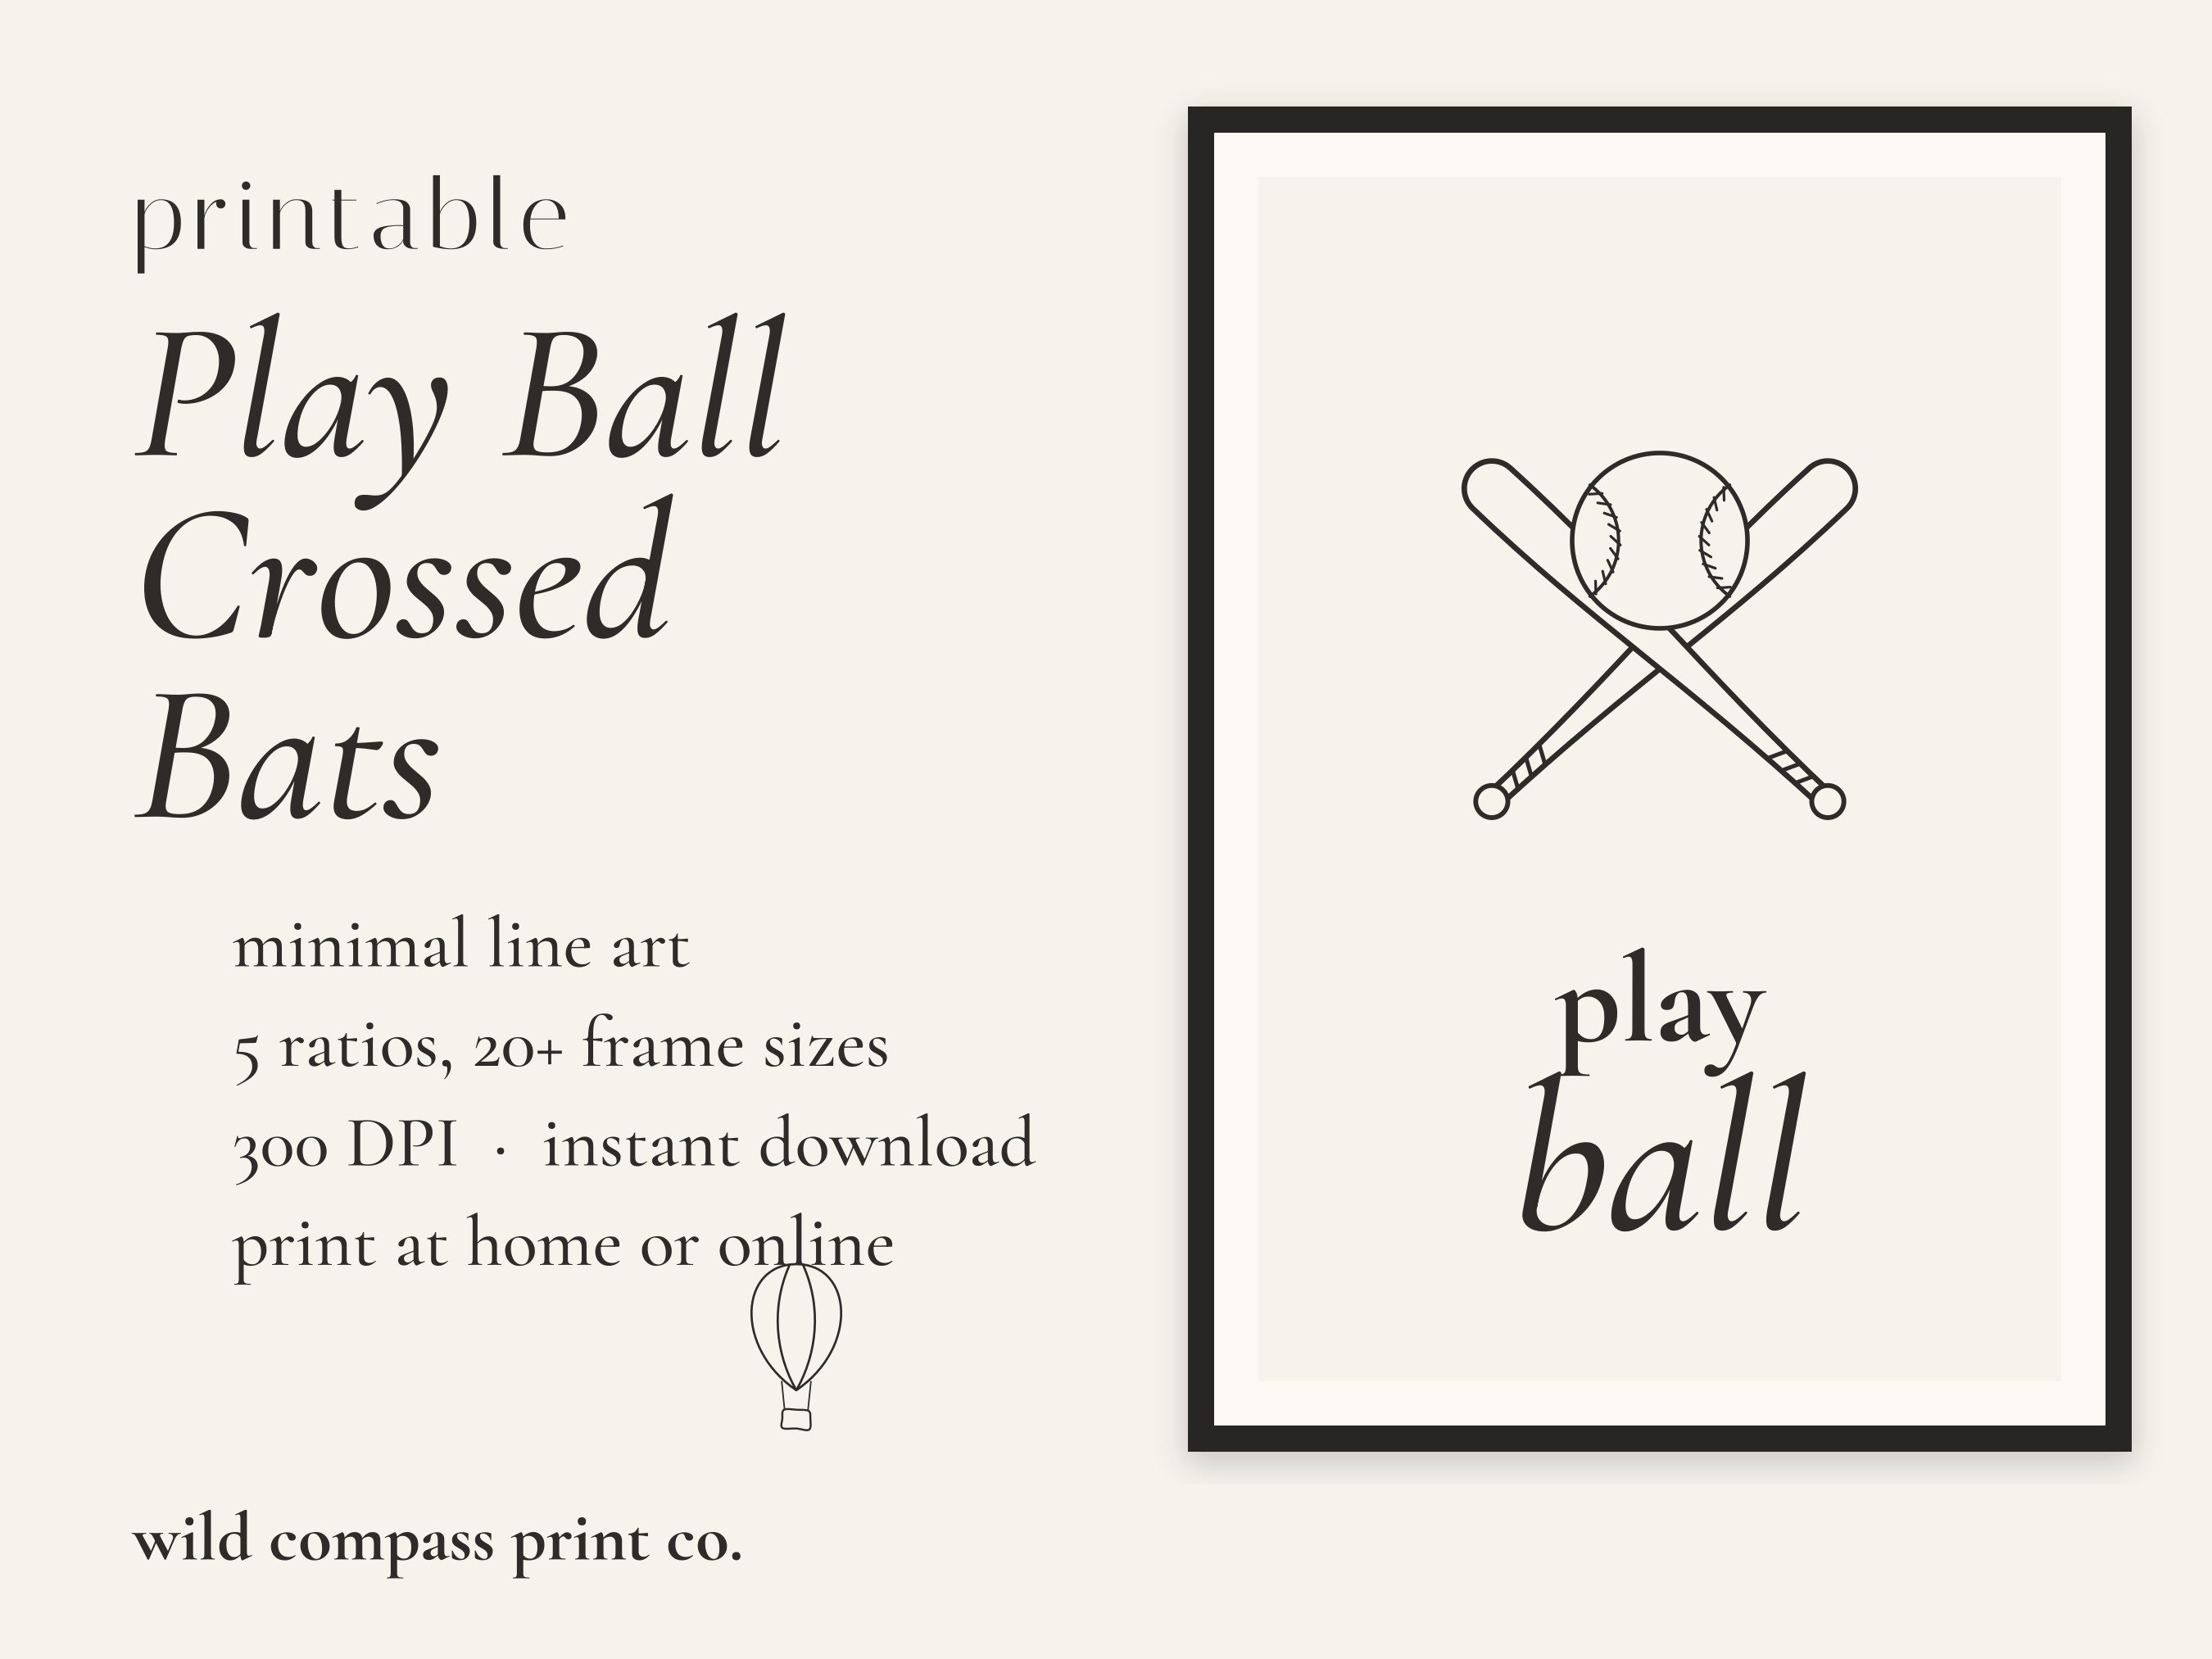 printable
Play Ball
Crossed
Bats
minimal line art
5 ratios, 20+ frame sizes
300 DPI · instant download
print at home or online
wild compass print co.
play
ball